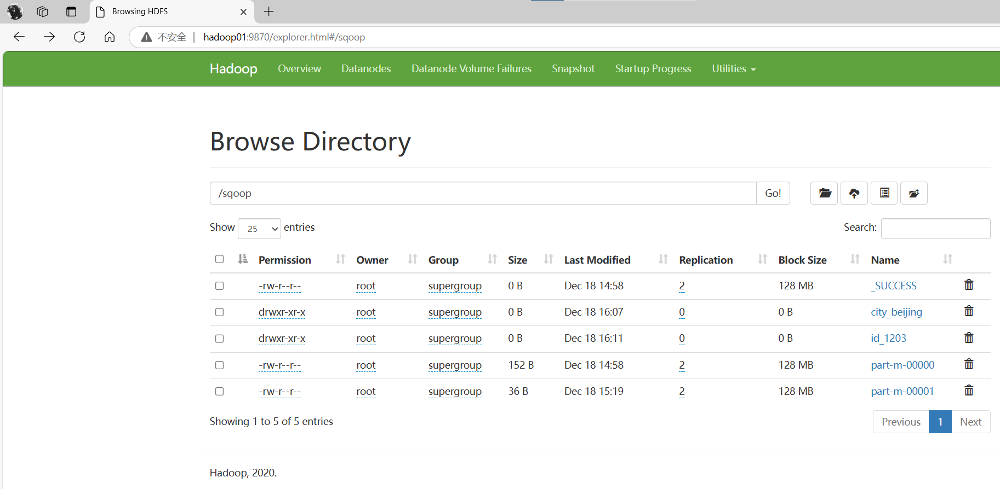 Browsing HDFS
不安全 hadoop01:9870/explorer.html#/sqoop
Hadoop Overview Datanodes Datanode Volume Failures Snapshot Startup Progress Utilities
Browse Directory
/sqoop Go!
Show 25 entries Search:
Permission Owner Group Size Last Modified Replication Block Size Name
-rw-r--r-- root supergroup 0 B Dec 18 14:58 2 128 MB _SUCCESS
drwxr-xr-x root supergroup 0 B Dec 18 16:07 0 0 B city_beijing
drwxr-xr-x root supergroup 0 B Dec 18 16:11 0 0 B id_1203
-rw-r--r-- root supergroup 152 B Dec 18 14:58 2 128 MB part-m-00000
-rw-r--r-- root supergroup 36 B Dec 18 15:19 2 128 MB part-m-00001
Showing 1 to 5 of 5 entries Previous 1 Next
Hadoop, 2020.